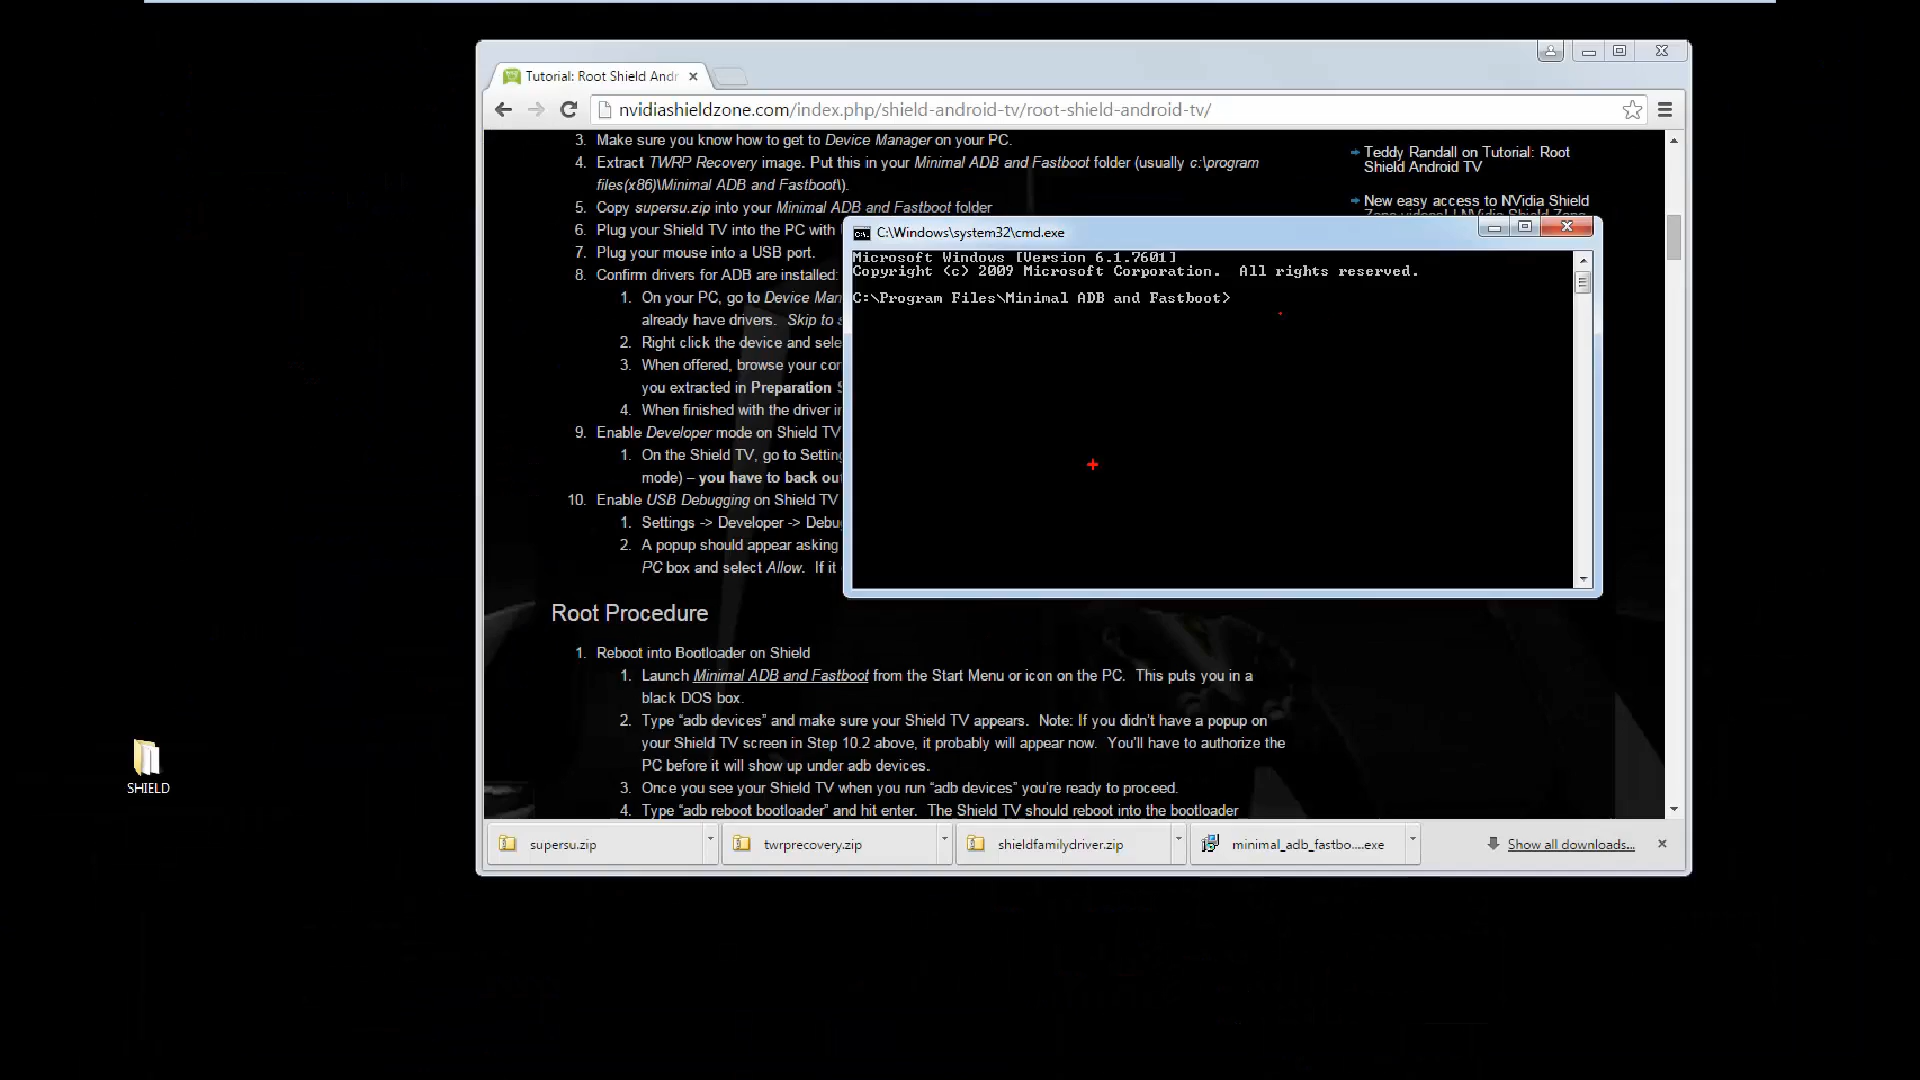 Tutorial: Root Shield Andr
nvidiashieldzone.com/index.php/shield-android-tv/root-shield-android-tv/
3. Make sure you know how to get to Device Manager on your PC.
4. Extract TWRP Recovery image. Put this in your Minimal ADB and Fastboot folder (usually c:\program
files(x86)\Minimal ADB and Fastboot\).
5. Copy supersu.zip into your Minimal ADB and Fastboot folder
6. Plug your Shield TV into the PC with
7. Plug your mouse into a USB port.
8. Confirm drivers for ADB are installed:
1. On your PC, go to Device Man
already have drivers. Skip to
2. Right click the device and sele
3. When offered, browse your cor
you extracted in Preparation
4. When finished with the driver in
9. Enable Developer mode on Shield TV
1. On the Shield TV, go to Setting
mode) – you have to back out
10. Enable USB Debugging on Shield TV
1. Settings -> Developer -> Debug
2. A popup should appear asking
PC box and select Allow. If it
Teddy Randall on Tutorial: Root
Shield Android TV
New easy access to NVidia Shield
C:\Windows\system32\cmd.exe
Microsoft Windows [Version 6.1.7601]
Copyright (c) 2009 Microsoft Corporation. All rights reserved.
C:\Program Files\Minimal ADB and Fastboot>
Root Procedure
1. Reboot into Bootloader on Shield
1. Launch Minimal ADB and Fastboot from the Start Menu or icon on the PC. This puts you in a
black DOS box.
2. Type “adb devices” and make sure your Shield TV appears. Note: If you didn’t have a popup on
your Shield TV screen in Step 10.2 above, it probably will appear now. You’ll have to authorize the
PC before it will show up under adb devices.
3. Once you see your Shield TV when you run “adb devices” you’re ready to proceed.
4. Type “adb reboot bootloader” and hit enter. The Shield TV should reboot into the bootloader
supersu.zip
twrprecovery.zip
shieldfamilydriver.zip
minimal_adb_fastbo....exe
Show all downloads...
SHIELD